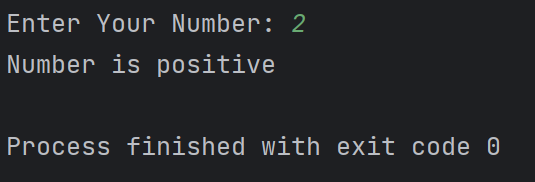 Enter Your Number: 2
Number is positive
Process finished with exit code 0